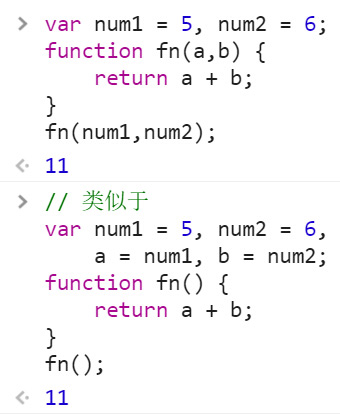 > var num1 = 5, num2 = 6;
function fn(a,b) {
    return a + b;
}
fn(num1,num2);
<· 11
> // 类似于
var num1 = 5, num2 = 6,
    a = num1, b = num2;
function fn() {
    return a + b;
}
fn();
<· 11